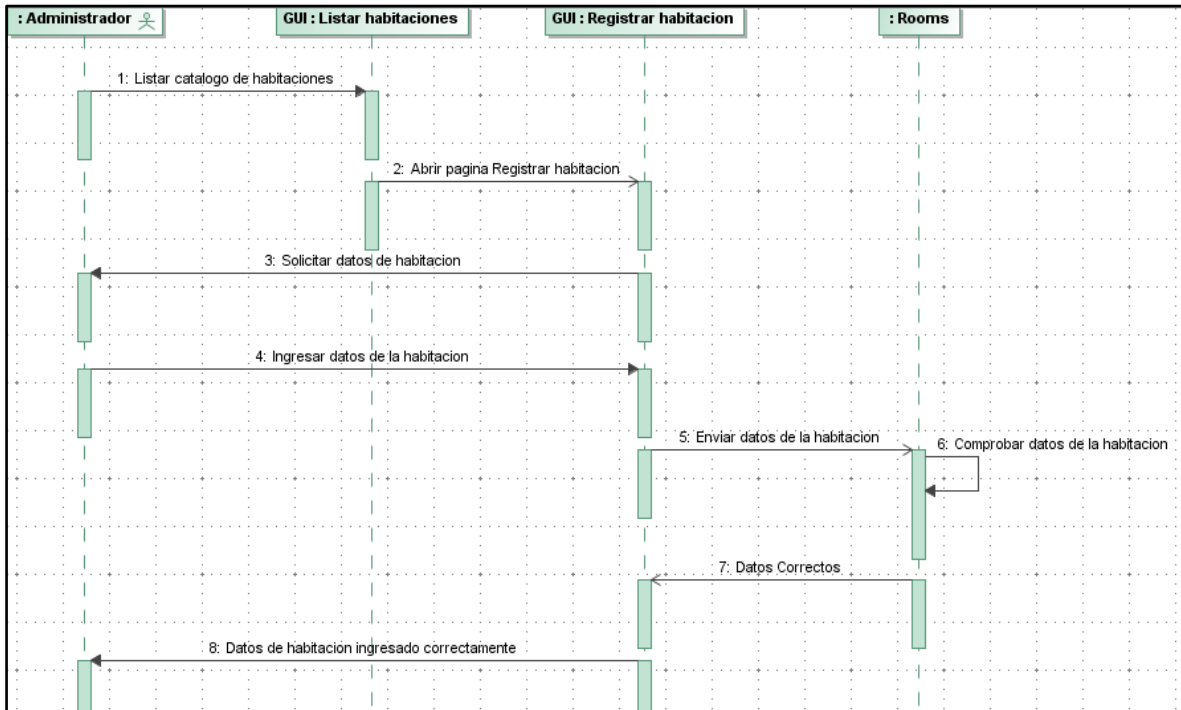 : Administrador
GUI : Listar habitaciones
GUI : Registrar habitacion
: Rooms
1: Listar catalogo de habitaciones
2: Abrir pagina Registrar habitacion
3: Solicitar datos de habitacion
4: Ingresar datos de la habitacion
5: Enviar datos de la habitacion
6: Comprobar datos de la habitacion
7: Datos Correctos
8: Datos de habitacion ingresado correctamente